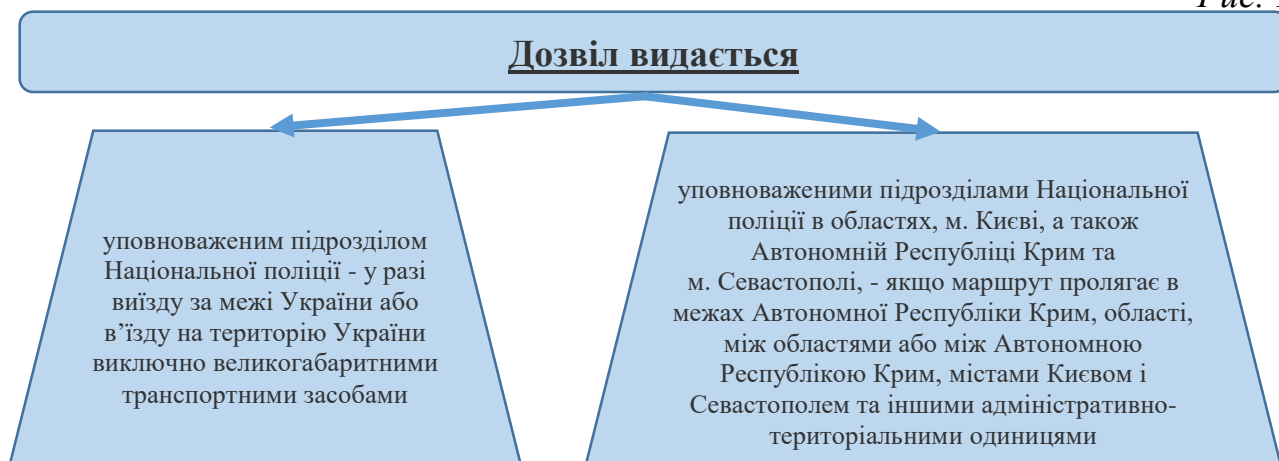 Рис.
Дозвіл видається
уповноваженим підрозділом
Національної поліції - у разі
виїзду за межі України або
в’їзду на територію України
виключно великогабаритними
транспортними засобами
уповноваженими підрозділами Національної
поліції в областях, м. Києві, а також
Автономній Республіці Крим та
м. Севастополі, - якщо маршрут пролягає в
межах Автономної Республіки Крим, області,
між областями або між Автономною
Республікою Крим, містами Києвом і
Севастополем та іншими адміністративно-
територіальними одиницями